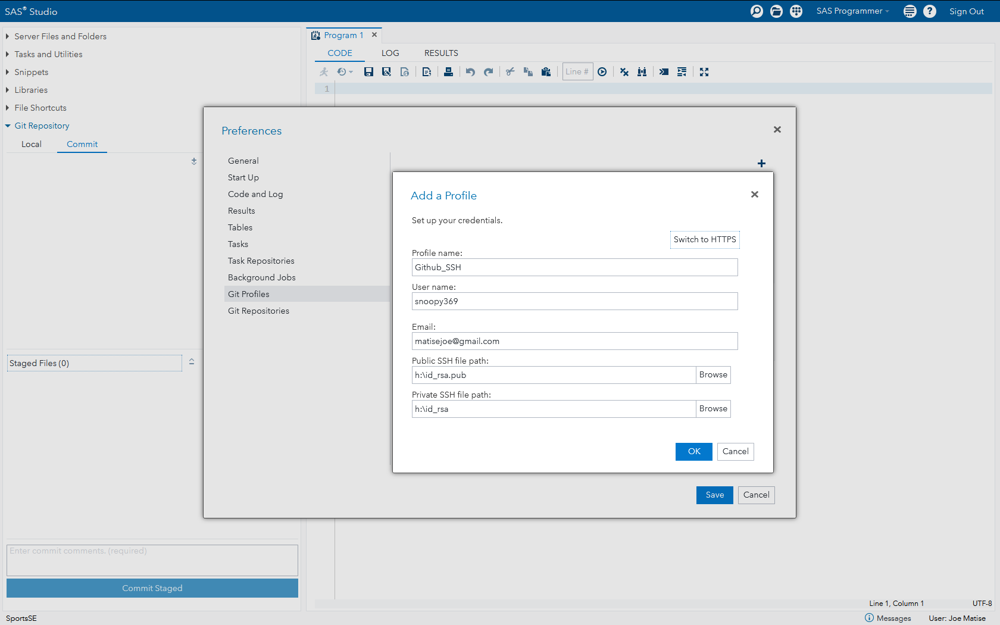 SAS® Studio
SAS Programmer
Sign Out
Server Files and Folders
Tasks and Utilities
Snippets
Libraries
File Shortcuts
Git Repository
Local
Commit
Staged Files (0)
Enter commit comments. (required)
Commit Staged
Program 1
CODE
LOG
RESULTS
Line #
1
Preferences
General
Start Up
Code and Log
Results
Tables
Tasks
Task Repositories
Background Jobs
Git Profiles
Git Repositories
Add a Profile
Set up your credentials.
Switch to HTTPS
Profile name:
Github_SSH
User name:
snoopy369
Email:
matisejoe@gmail.com
Public SSH file path:
h:\id_rsa.pub
Browse
Private SSH file path:
h:\id_rsa
Browse
OK
Cancel
Save
Cancel
Line 1, Column 1
UTF-8
SportsSE
Messages
User: Joe Matise